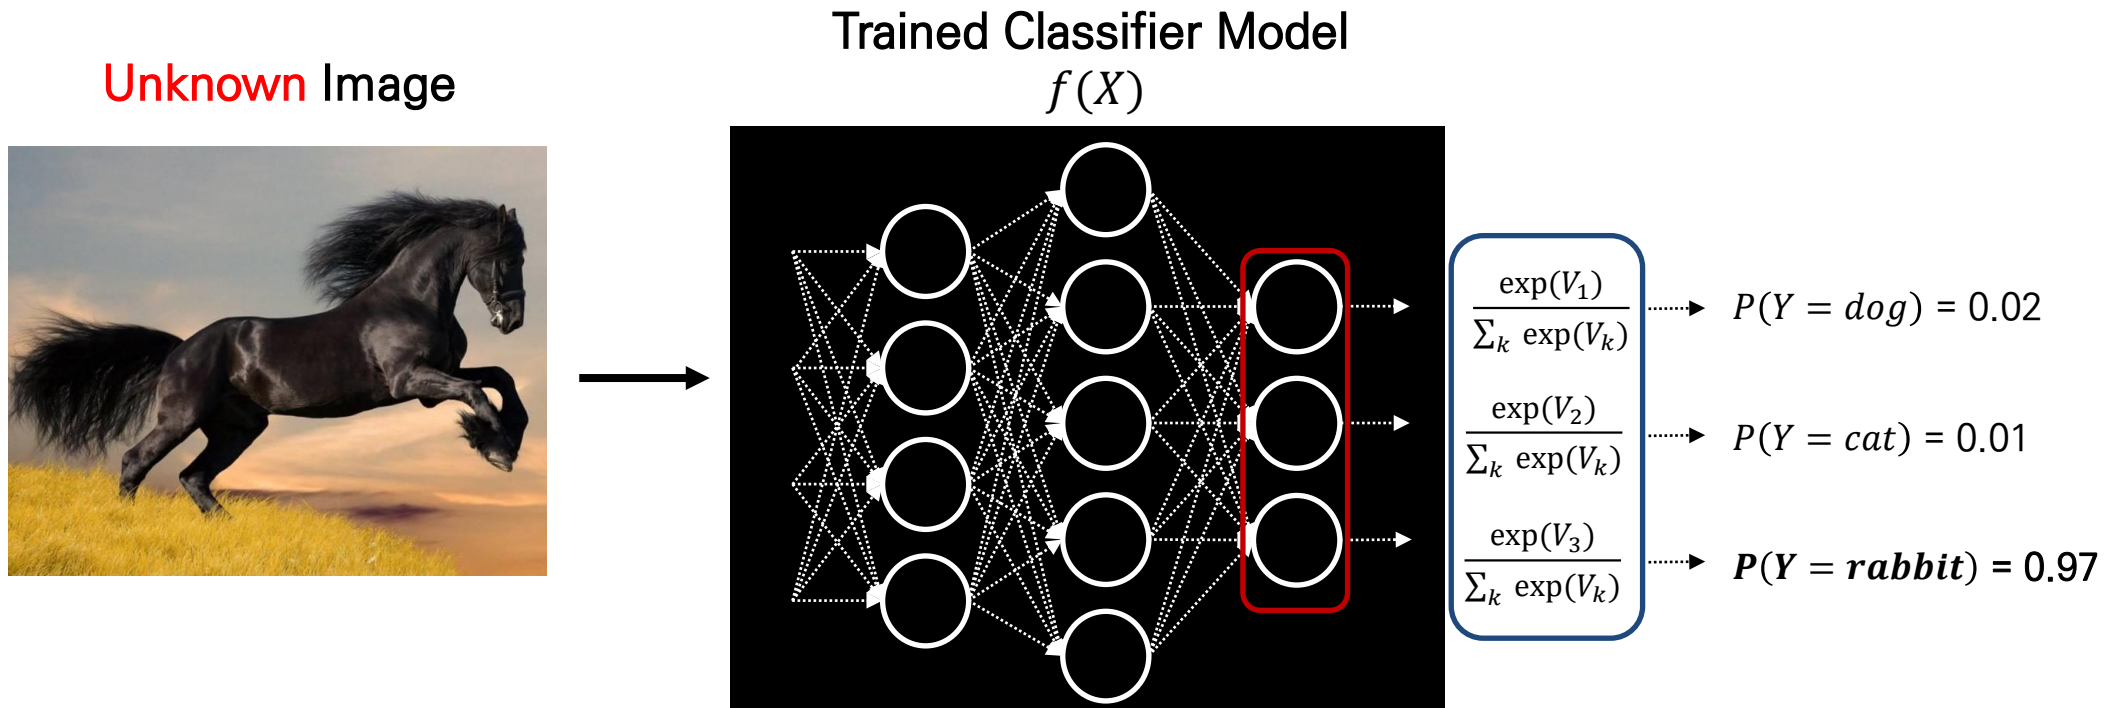 Trained Classifier Model
f(X)
Unknown Image
exp(V₁)
∑ₖ exp(Vₖ)
P(Y = dog) = 0.02
exp(V₂)
∑ₖ exp(Vₖ)
P(Y = cat) = 0.01
exp(V₃)
∑ₖ exp(Vₖ)
P(Y = rabbit) = 0.97